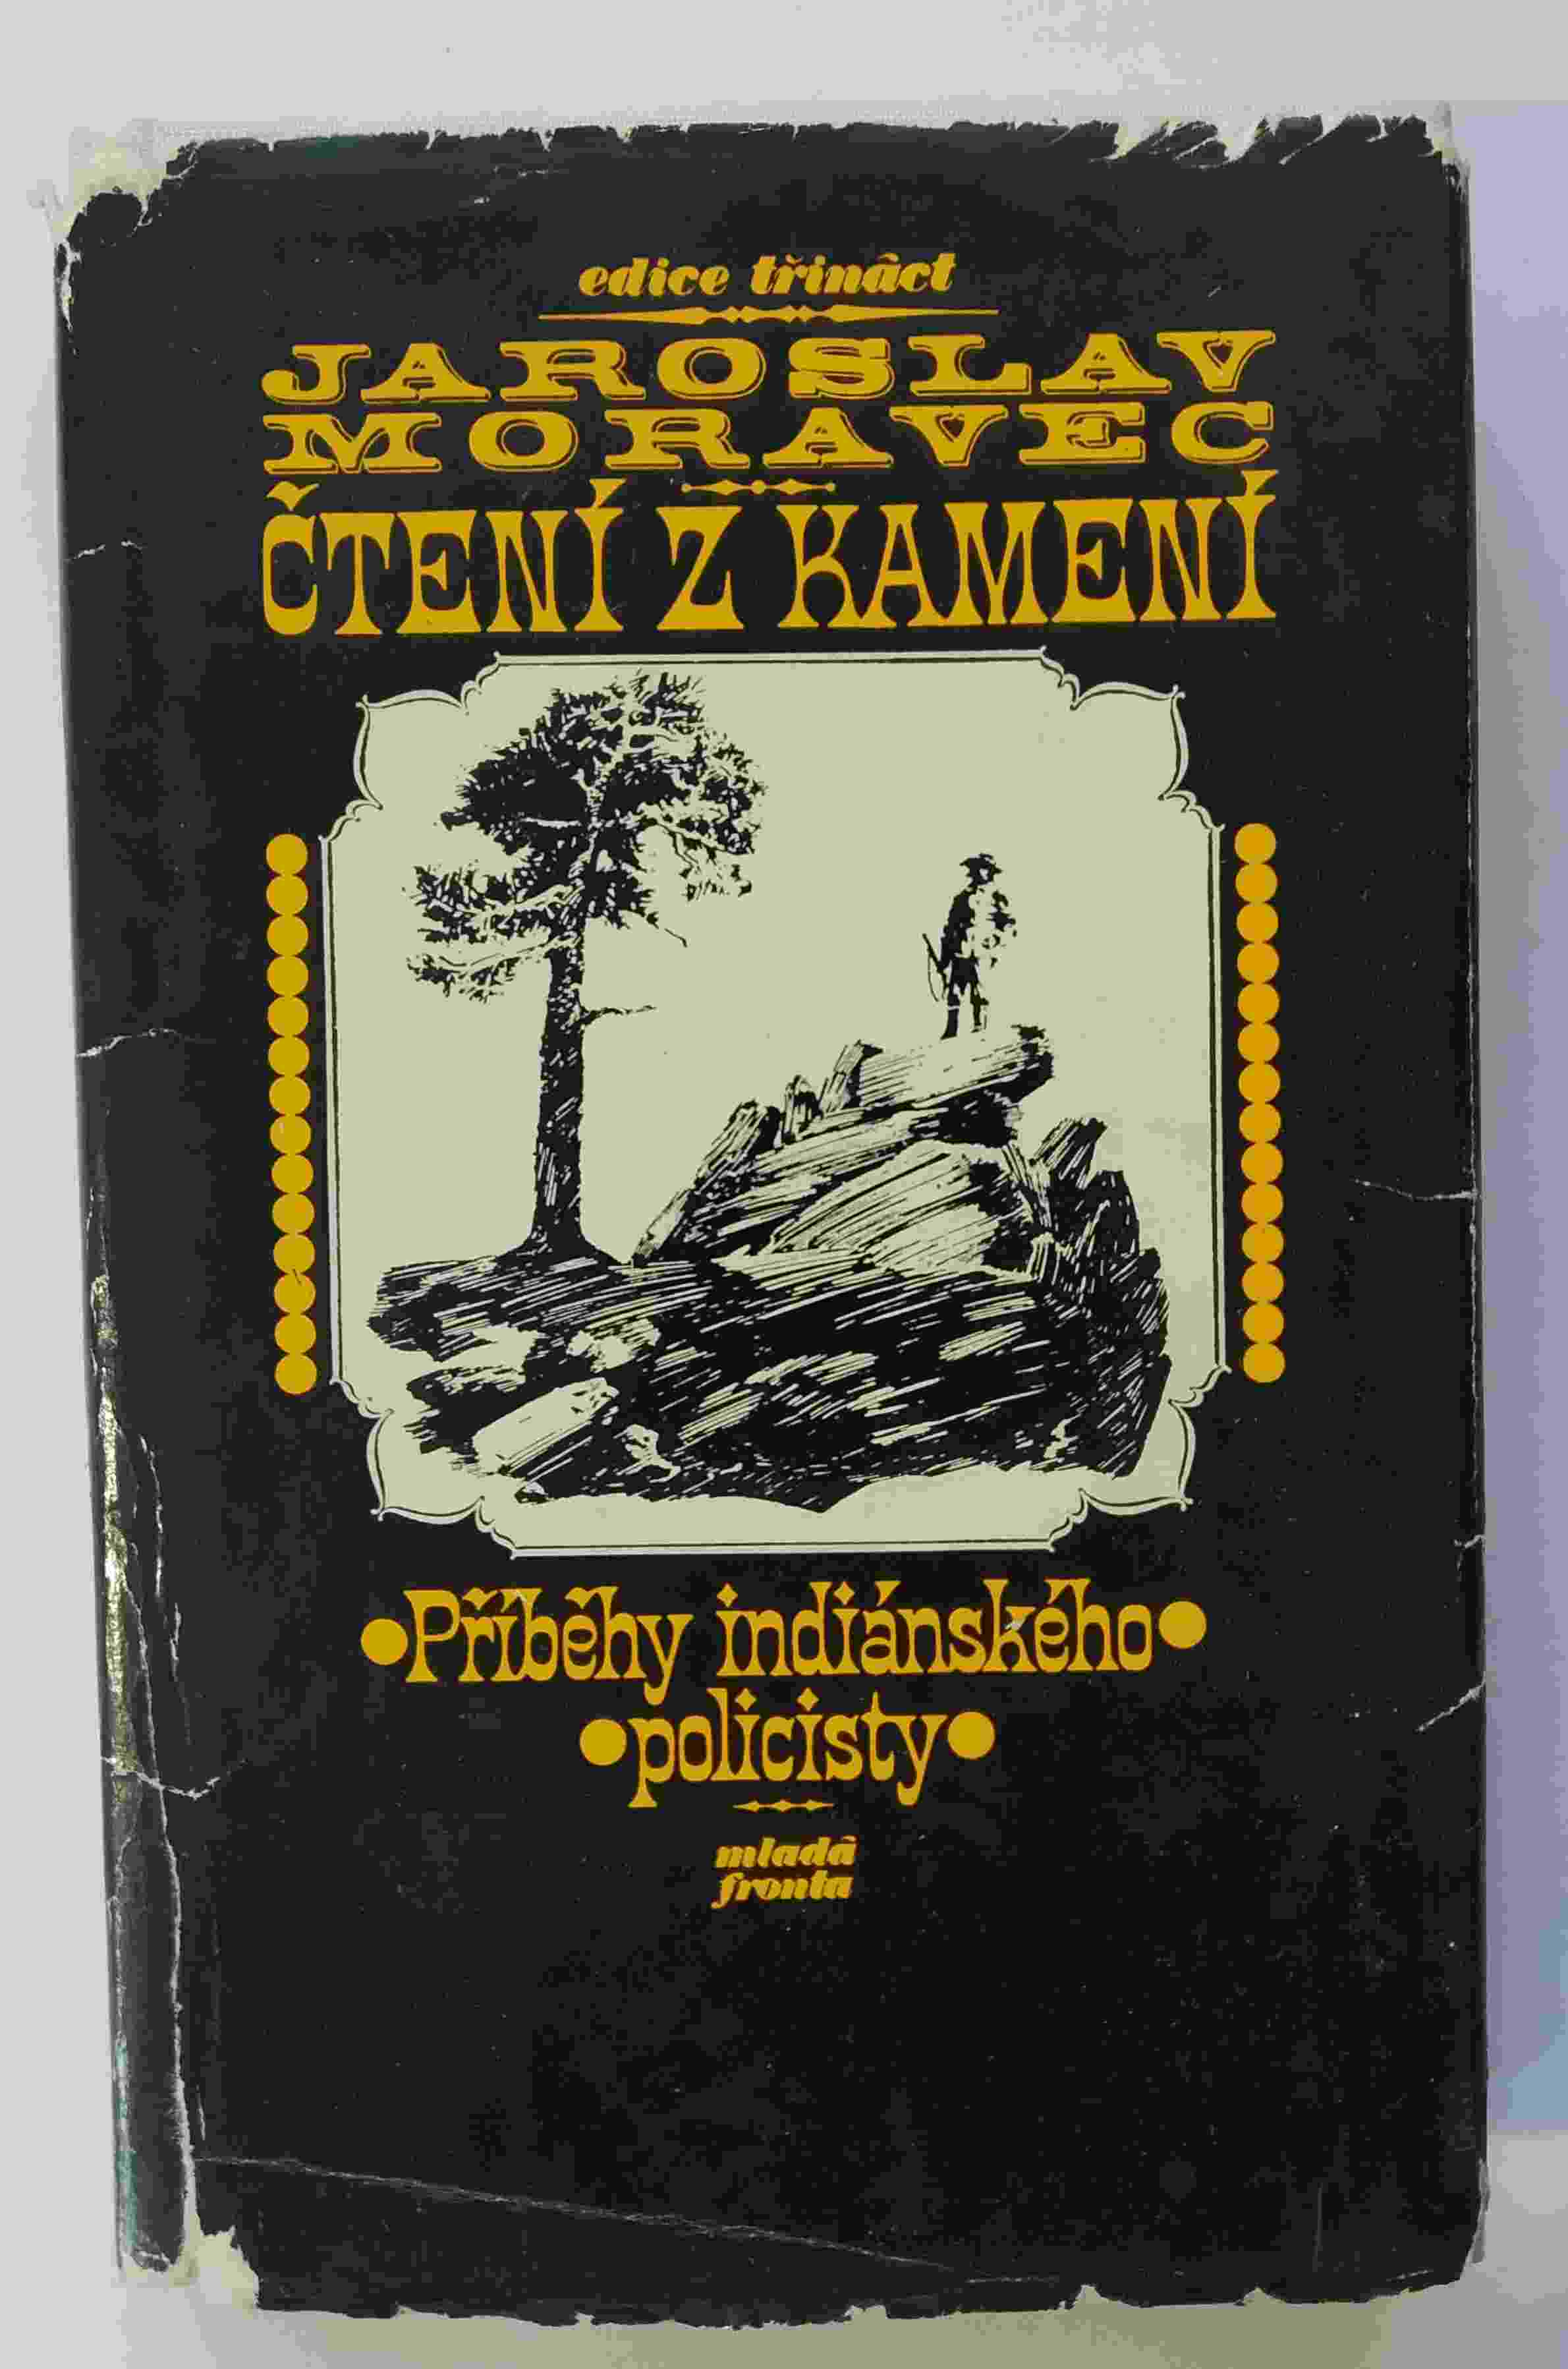 edice třináct
JAROSLAV
MORAVEC
ČTENÍ Z KAMENÍ
•Příběhy indiánského•
•policisty•
mladá
fronta